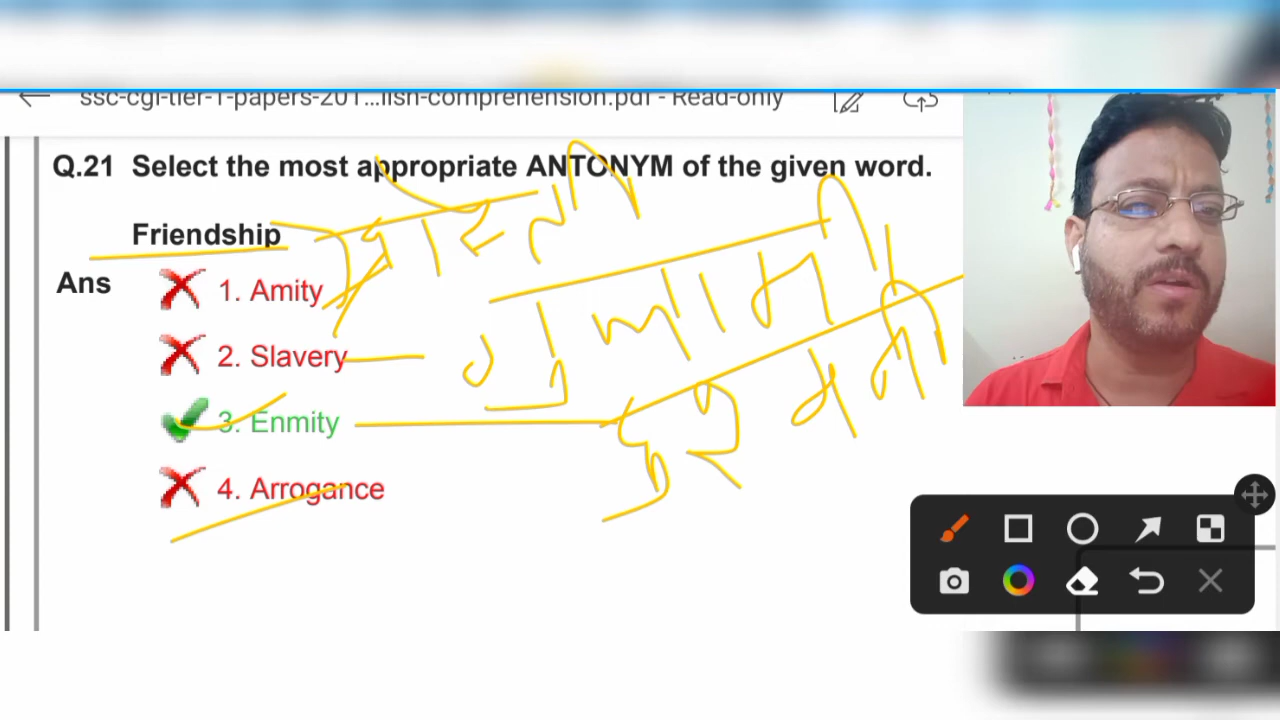 ssc-cgl-tier-1-papers-201...lish-comprehension.pdf - Read-only
Q.21 Select the most appropriate ANTONYM of the given word.
Friendship
Ans
1. Amity
2. Slavery
3. Enmity
4. Arrogance
गुलामी